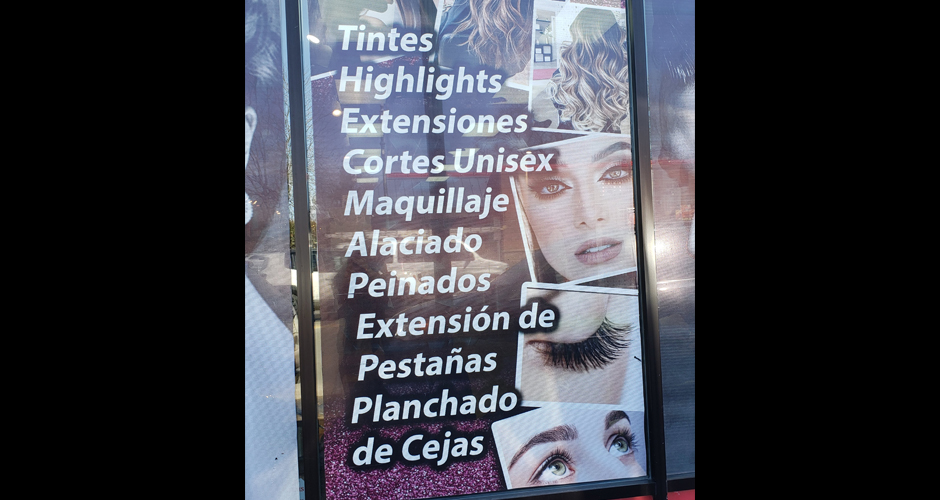 Tintes
Highlights
Extensiones
Cortes Unisex
Maquillaje
Alaciado
Peinados
Extensión de
Pestañas
Planchado
de Cejas